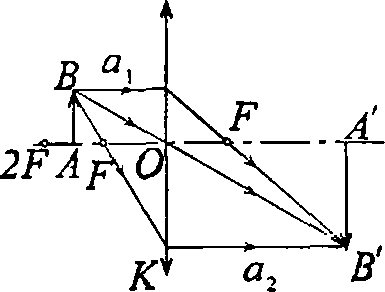 B a₁ F A′
2F A F O
K a₂ B′